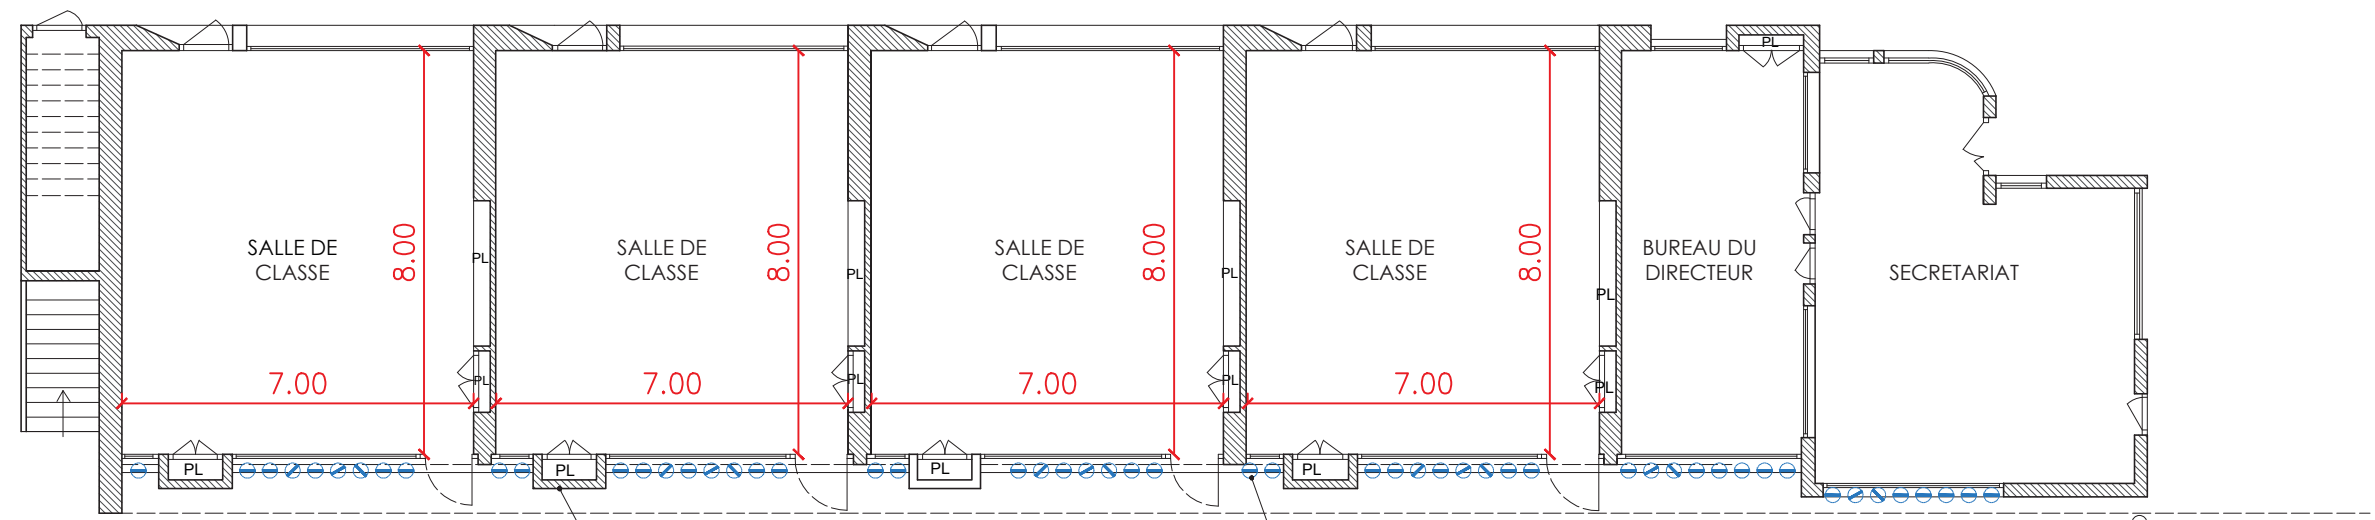 PL
SALLE DE
CLASSE
8.00
PL
SALLE DE
CLASSE
8.00
PL
SALLE DE
CLASSE
8.00
PL
SALLE DE
CLASSE
8.00
PL
BUREAU DU
DIRECTEUR
SECRETARIAT
7.00
PL
7.00
PL
7.00
PL
7.00
PL
PL
PL
PL
PL